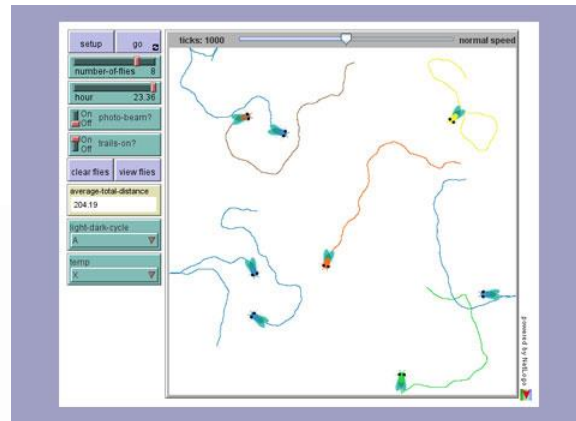 setup
go
number-of-flies 8
hour 23.36
On
Off
photo-beam?
On
Off
trails-on?
clear flies
view flies
average-total-distance
204.19
light-dark-cycle
A
temp
X
ticks: 1000
normal speed
powered by NetLogo